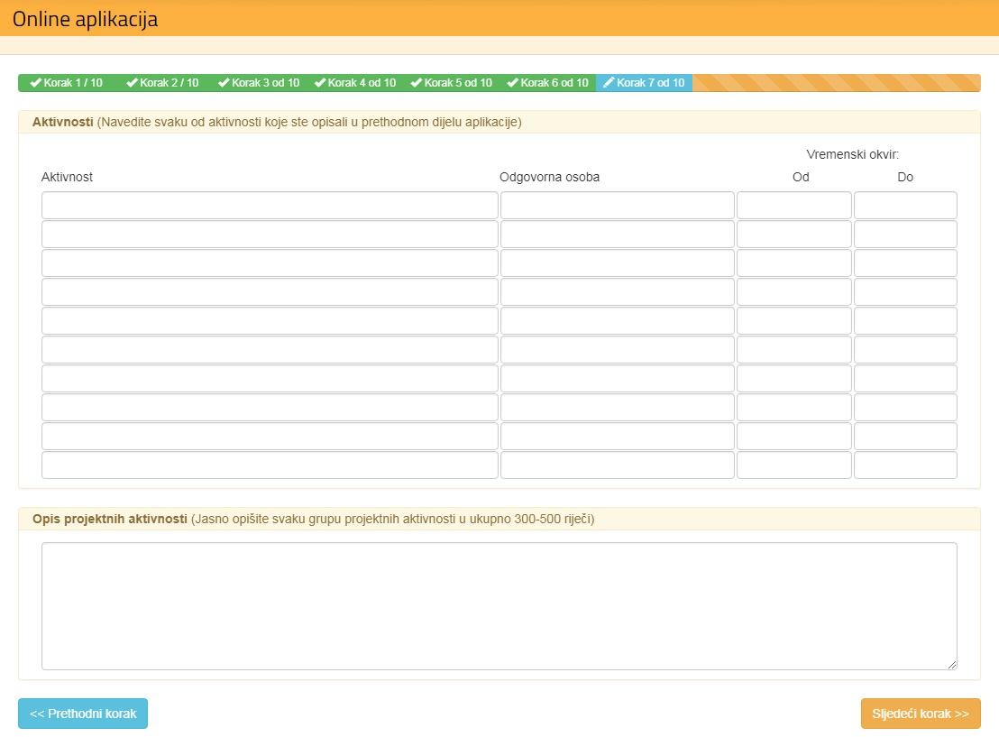 Online aplikacija
Korak 1 / 10 Korak 2 / 10 Korak 3 od 10 Korak 4 od 10 Korak 5 od 10 Korak 6 od 10 Korak 7 od 10
Aktivnosti (Navedite svaku od aktivnosti koje ste opisali u prethodnom dijelu aplikacije)
Vremenski okvir:
Aktivnost Odgovorna osoba Od Do
Opis projektnih aktivnosti (Jasno opišite svaku grupu projektnih aktivnosti u ukupno 300-500 riječi)
<< Prethodni korak Sljedeći korak >>